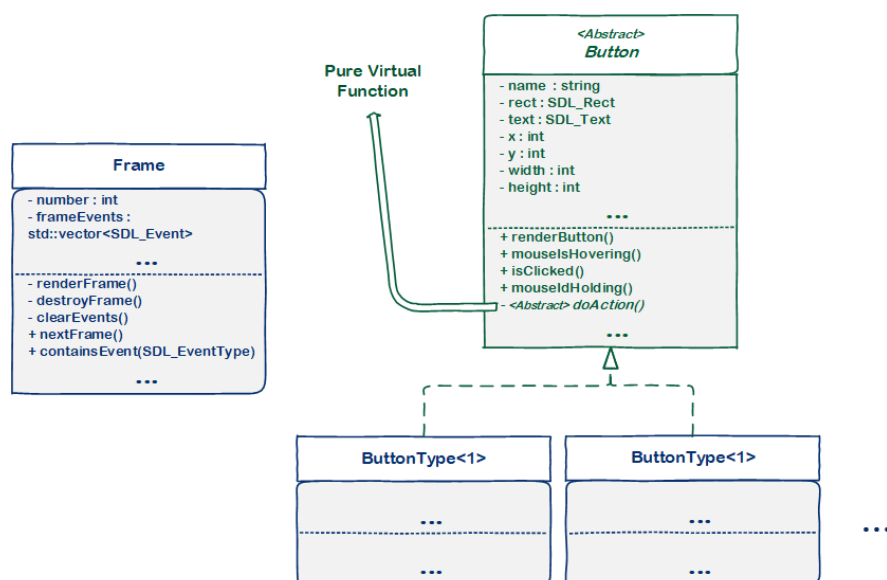 <Abstract>
Button
- name : string
- rect : SDL_Rect
- text : SDL_Text
- x : int
- y : int
- width : int
- height : int
...
+ renderButton()
+ mouseIsHovering()
+ isClicked()
+ mouseIdHolding()
- <Abstract> doAction()
...
Pure Virtual
Function
Frame
- number : int
- frameEvents :
std::vector<SDL_Event>
...
- renderFrame()
- destroyFrame()
- clearEvents()
+ nextFrame()
+ containsEvent(SDL_EventType)
...
ButtonType<1>
...
...
ButtonType<1>
...
...
...